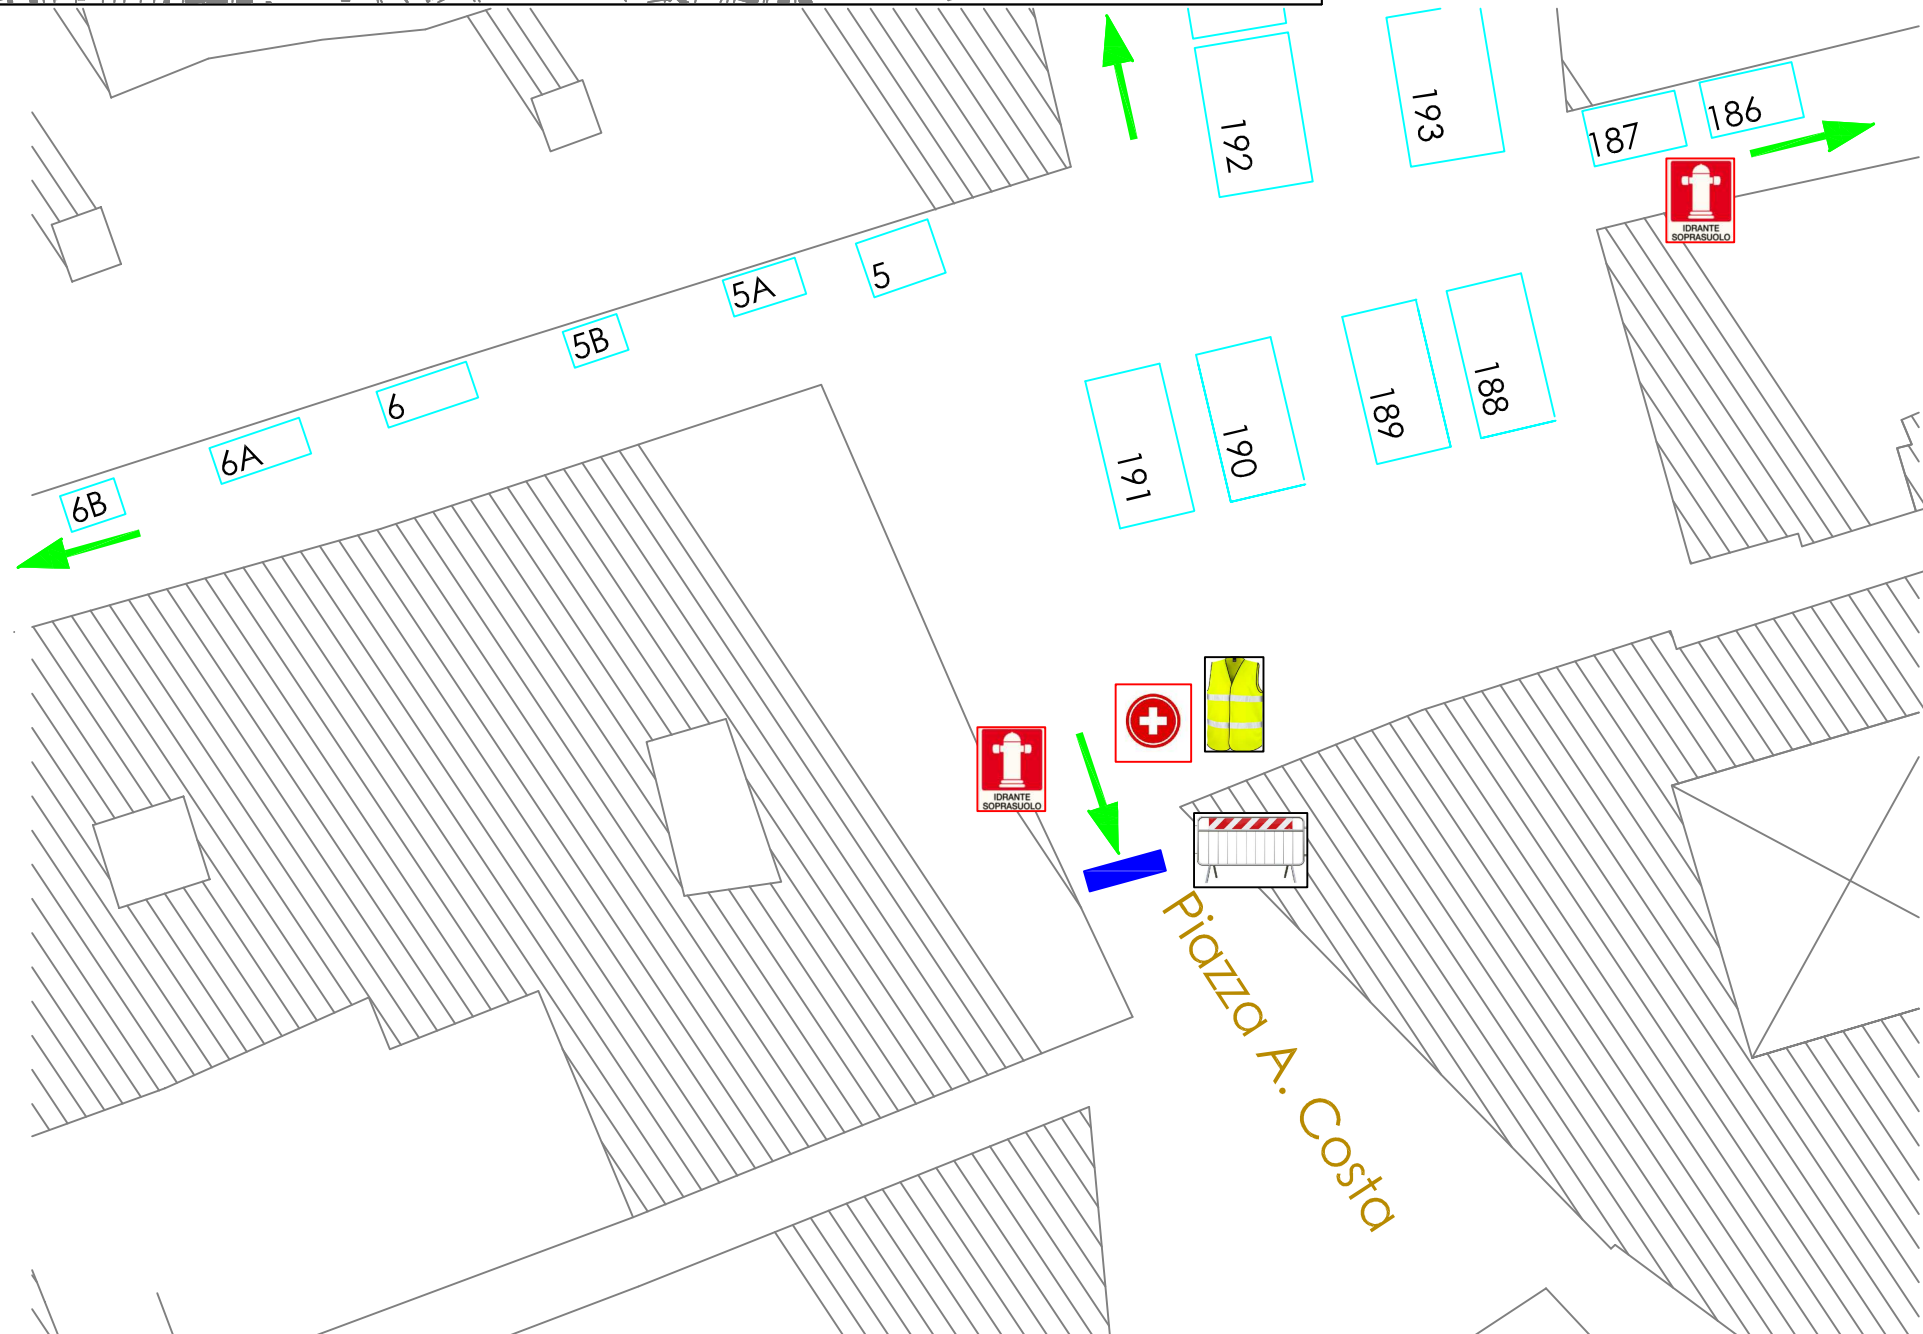 193
186
187
192
IDRANTE
SOPRASUOLO
5
5A
5B
6
6A
6B
188
189
190
191
IDRANTE
SOPRASUOLO
Piazza A. Costa